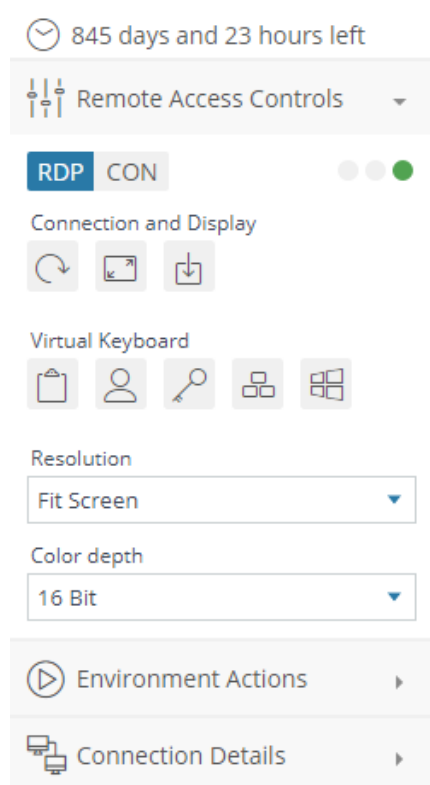 845 days and 23 hours left
Remote Access Controls
RDP CON
Connection and Display
Virtual Keyboard
Resolution
Fit Screen
Color depth
16 Bit
Environment Actions
Connection Details